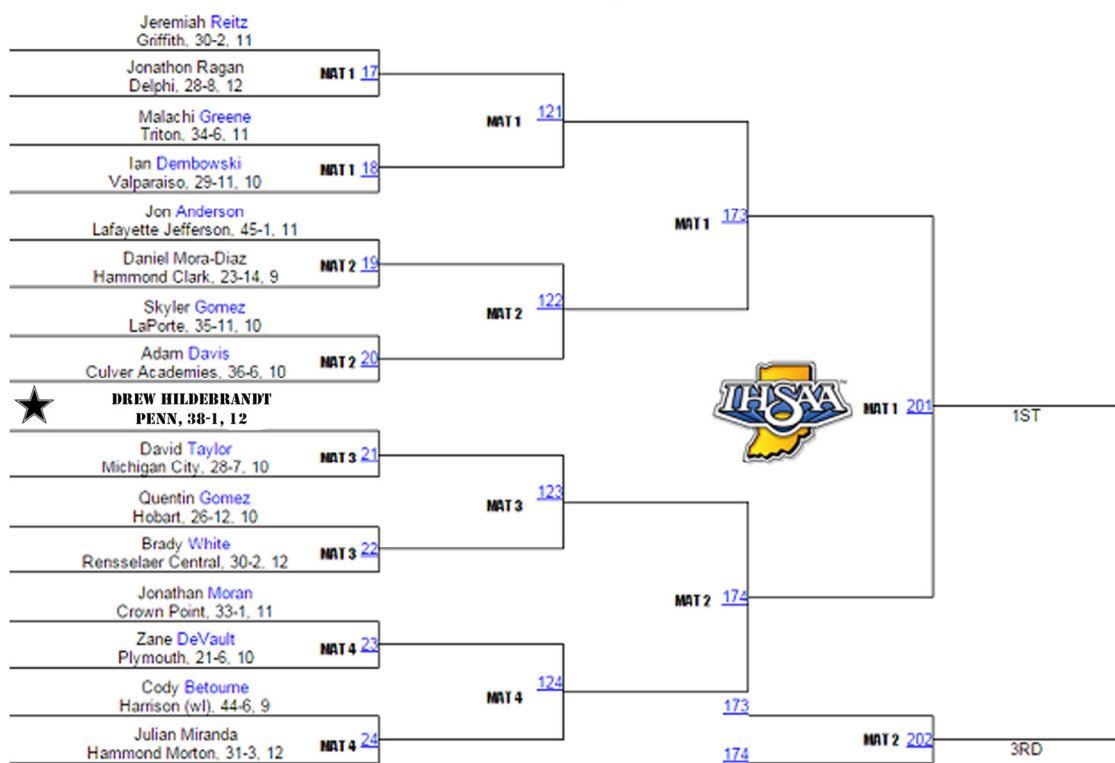 Jeremiah Reitz
Griffith, 30-2, 11
Jonathon Ragan
Delphi, 28-8, 12
MAT 1 17
Malachi Greene
Triton, 34-6, 11
MAT 1 121
Ian Dembowski
Valparaiso, 29-11, 10
MAT 1 18
Jon Anderson
Lafayette Jefferson, 45-1, 11
MAT 1 173
Daniel Mora-Diaz
Hammond Clark, 23-14, 9
MAT 2 19
Skyler Gomez
LaPorte, 35-11, 10
MAT 2 122
Adam Davis
Culver Academies, 36-6, 10
MAT 2 20
DREW HILDEBRANDT
PENN, 38-1, 12
IHSAA
MAT 1 201
1ST
David Taylor
Michigan City, 28-7, 10
MAT 3 21
Quentin Gomez
Hobart, 26-12, 10
MAT 3 123
Brady White
Rensselaer Central, 30-2, 12
MAT 3 22
Jonathan Moran
Crown Point, 33-1, 11
MAT 2 174
Zane DeVault
Plymouth, 21-6, 10
MAT 4 23
Cody Betourne
Harrison (wl), 44-6, 9
MAT 4 124
173
Julian Miranda
Hammond Morton, 31-3, 12
MAT 4 24
174
MAT 2 202
3RD